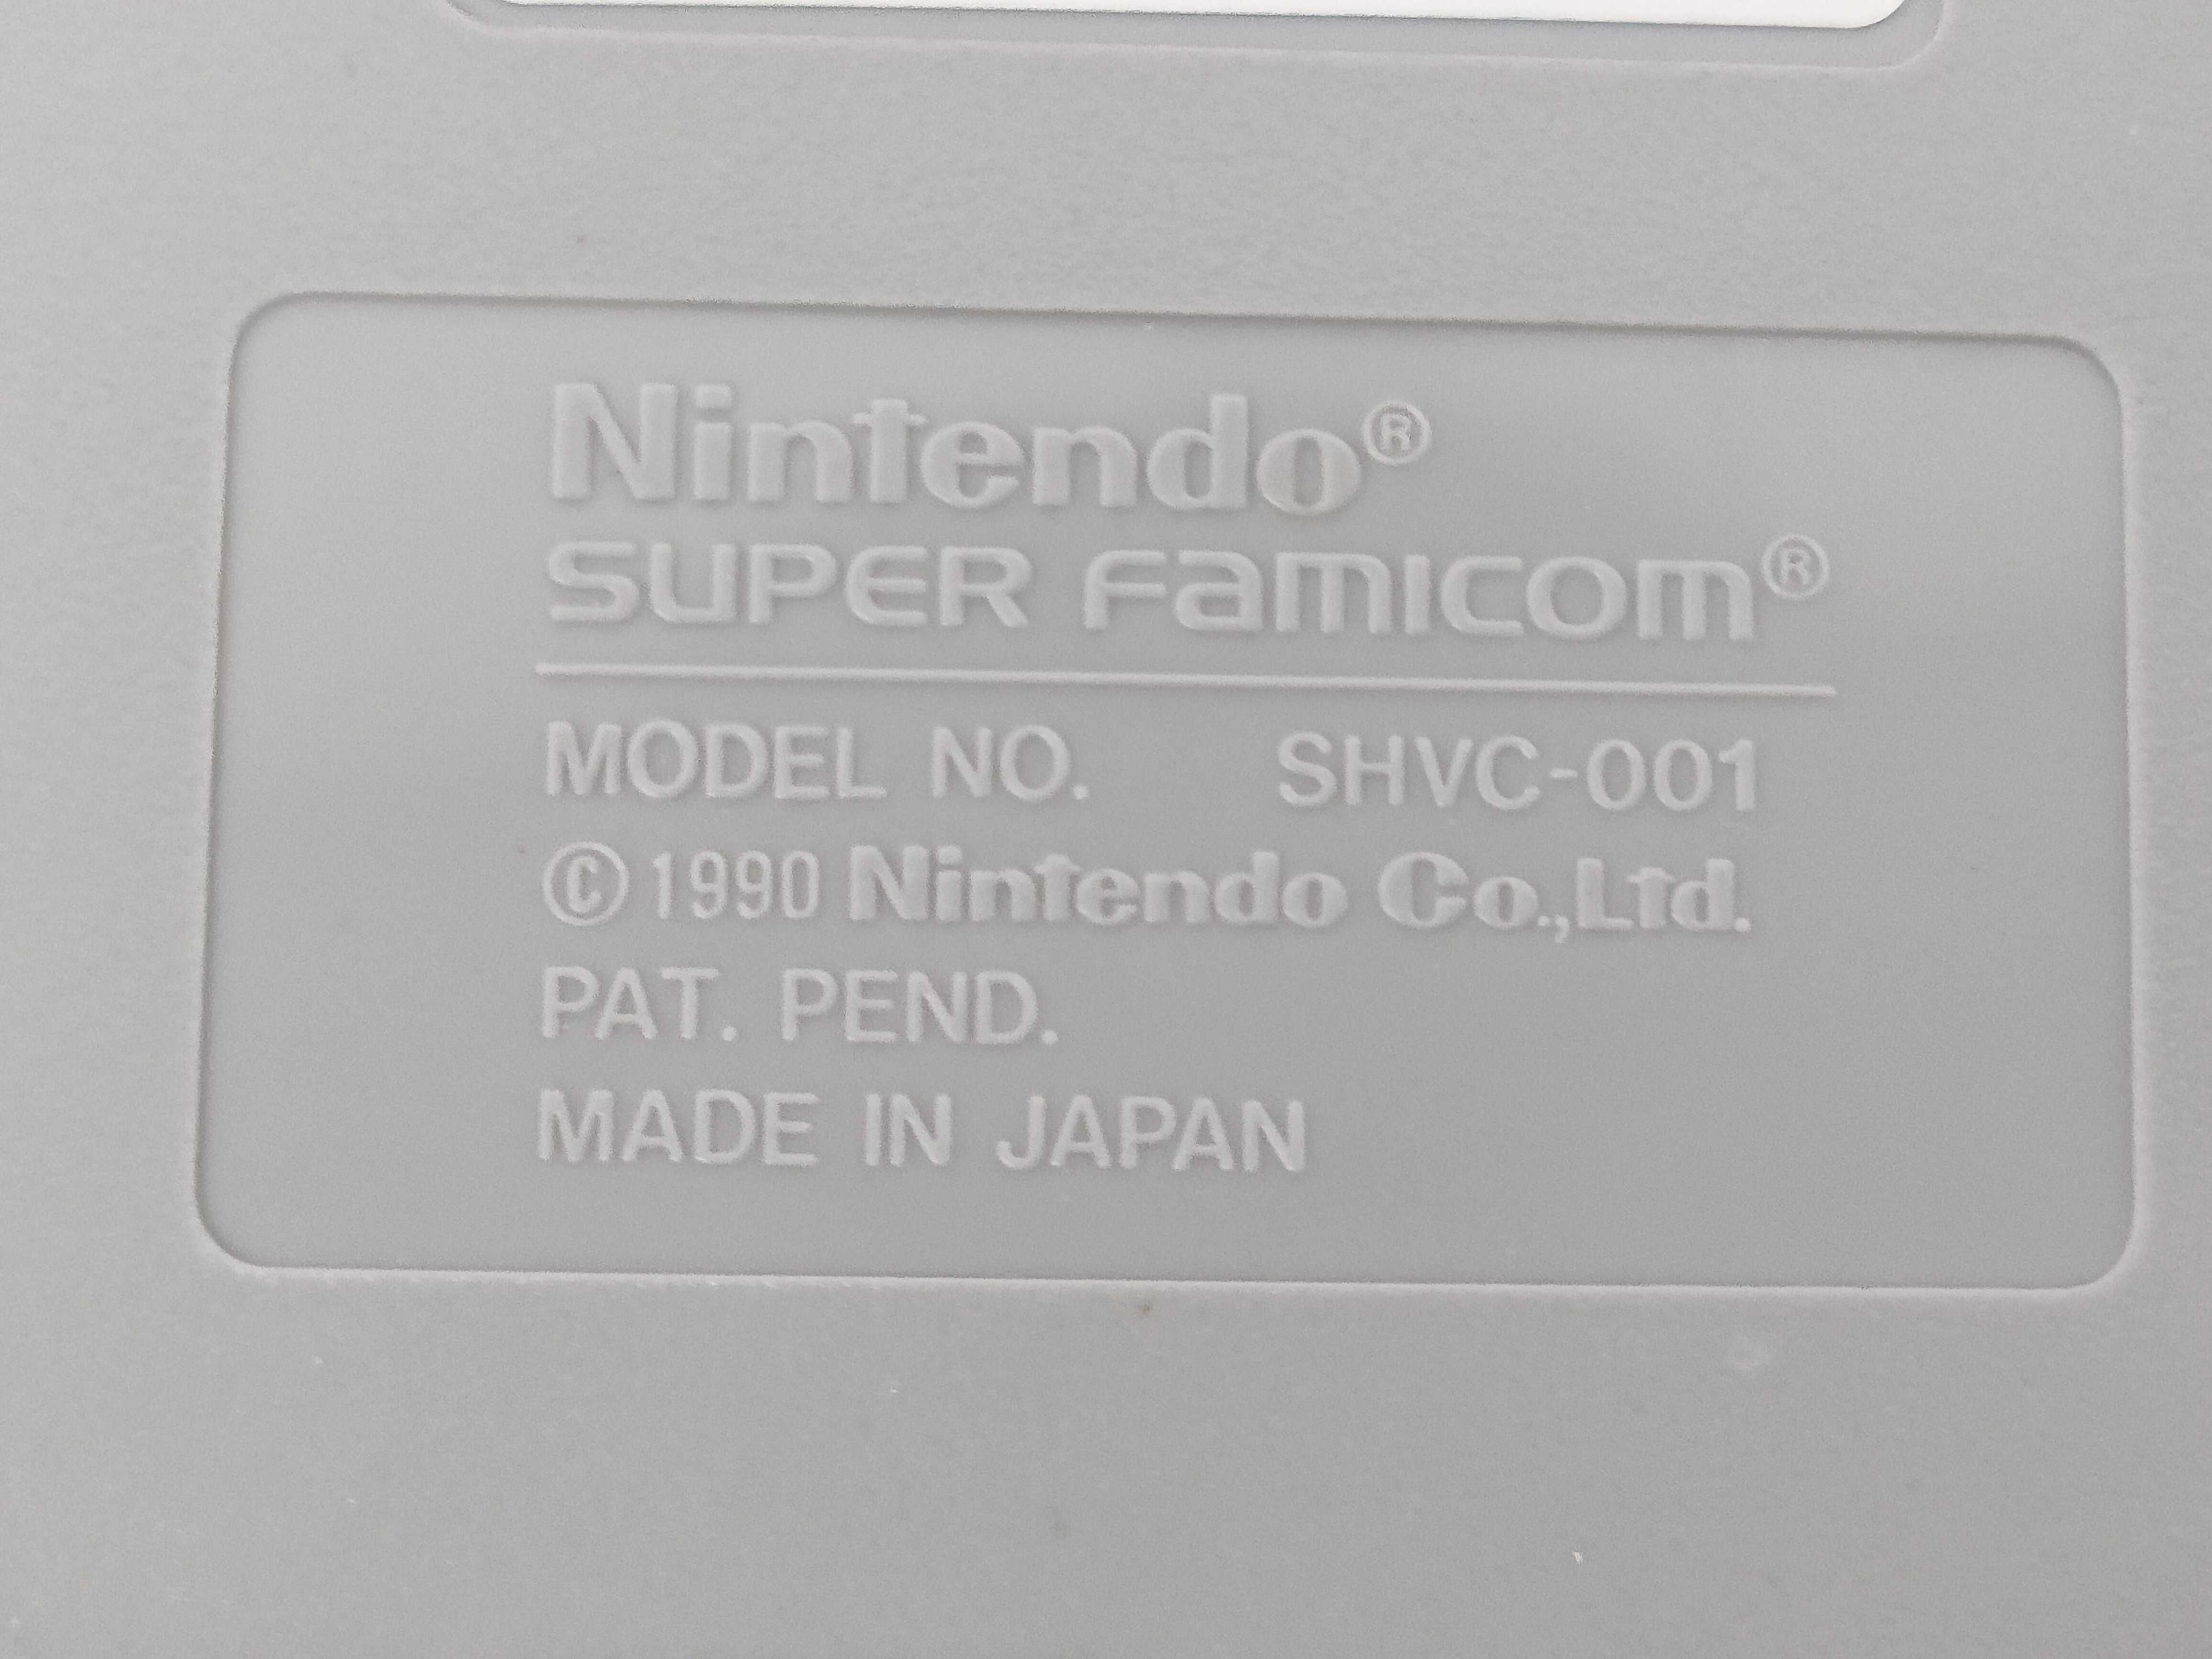 Nintendo®
SUPER Famicom®
MODEL NO. SHVC-001
© 1990 Nintendo Co.,Ltd.
PAT. PEND.
MADE IN JAPAN